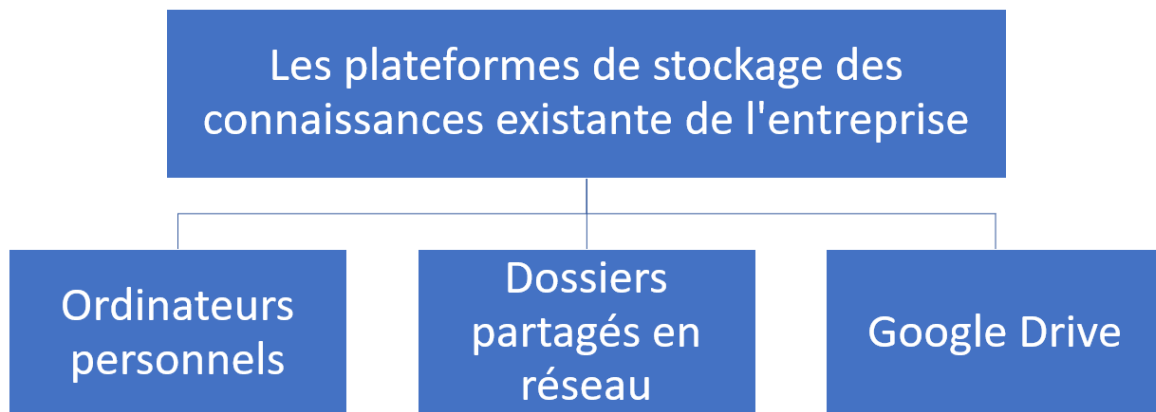 Les plateformes de stockage des
connaissances existante de l'entreprise
Ordinateurs
personnels
Dossiers
partagés en
réseau
Google Drive